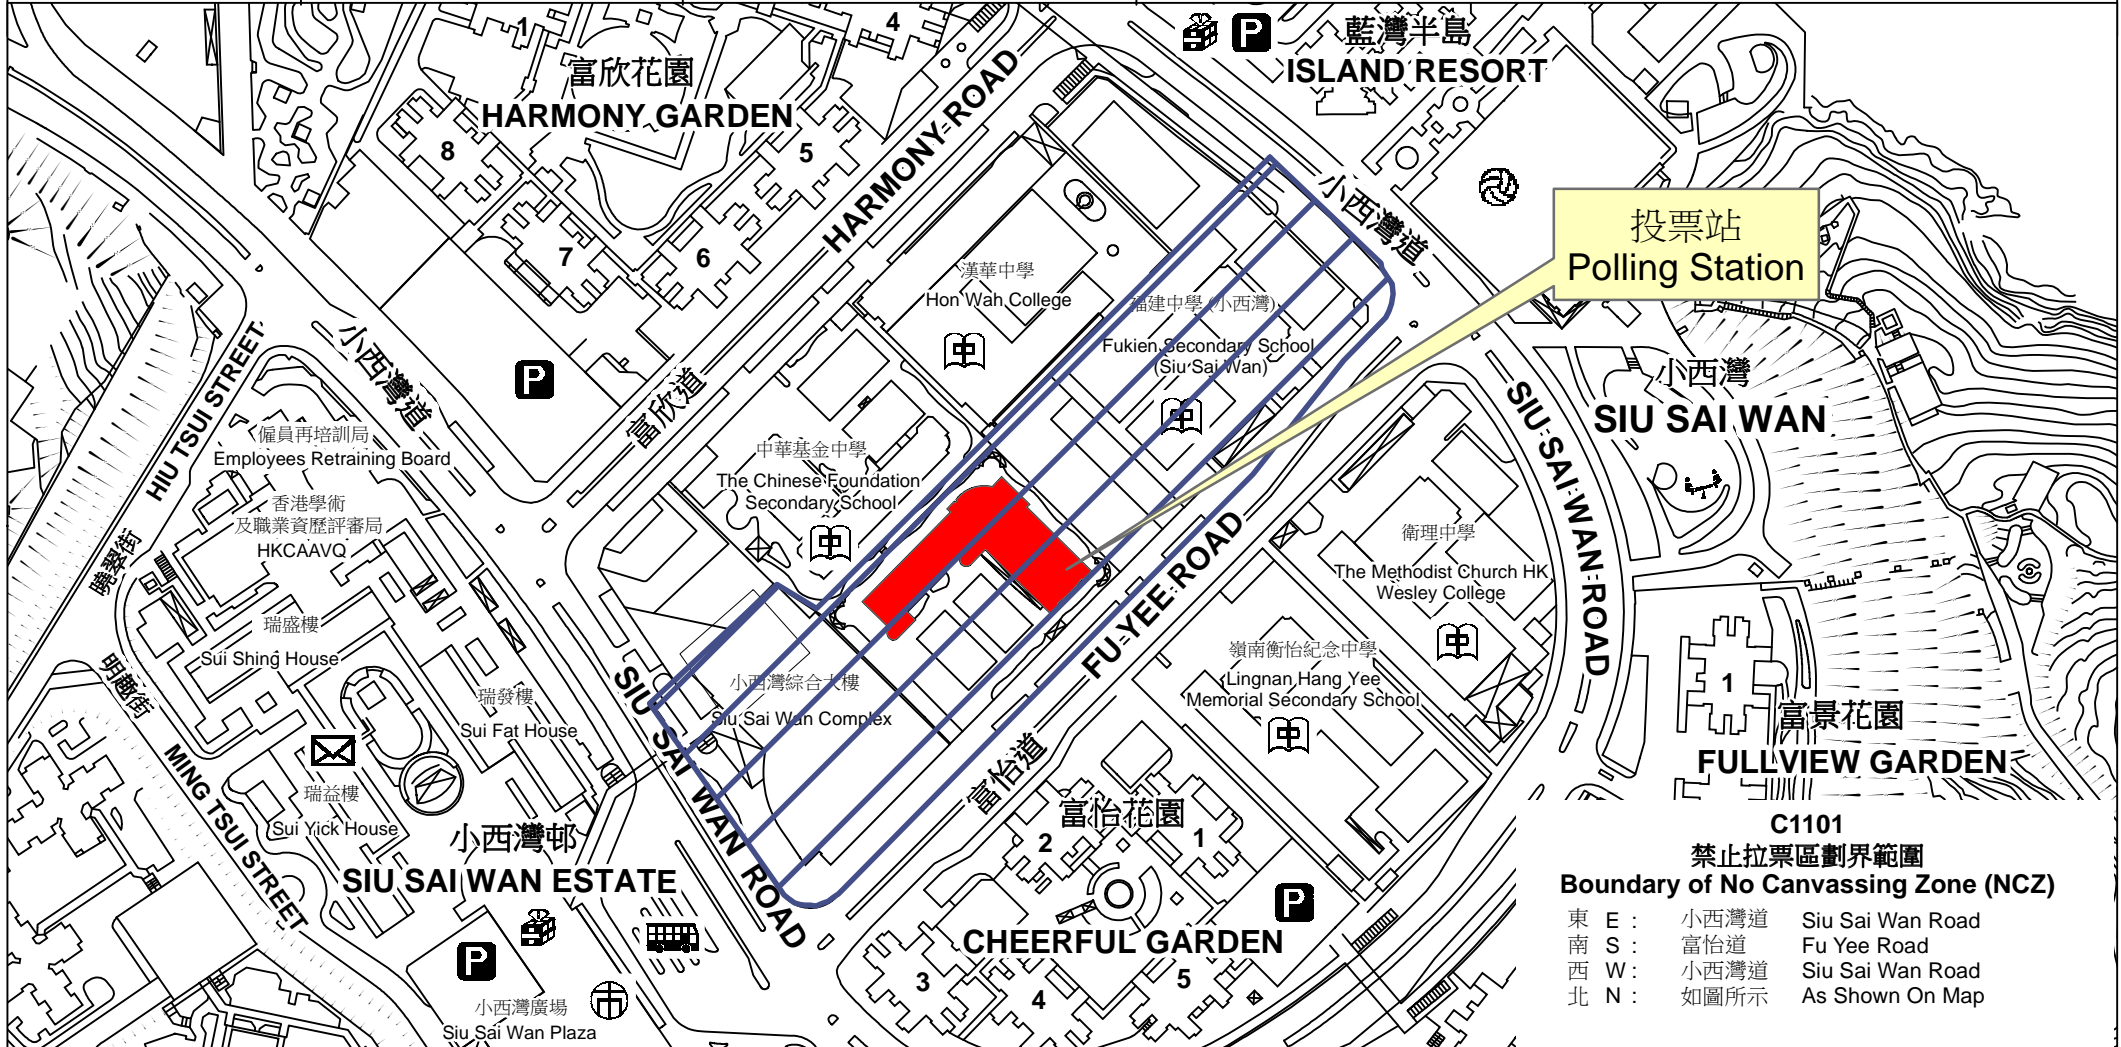 1
4
富欣花園
HARMONY GARDEN
8
7
6
5
HARMONY ROAD
富欣道
藍灣半島
ISLAND RESORT
P
小西灣道
投票站
Polling Station
漢華中學
Hon Wah College
中
福建中學 (小西灣)
Fukien Secondary School
(Siu Sai Wan)
中
小西灣
SIU SAI WAN
SIU SAI WAN ROAD
小西灣道
P
HIU TSUI STREET
曉翠街
僱員再培訓局
Employees Retraining Board
香港學術
及職業資歷評審局
HKCAAVQ
中華基金中學
The Chinese Foundation
Secondary School
中
衛理中學
The Methodist Church HK
Wesley College
中
FU YEE ROAD
富怡道
嶺南衡怡紀念中學
Lingnan Hang Yee
Memorial Secondary School
中
瑞盛樓
Sui Shing House
瑞發樓
Sui Fat House
瑞益樓
Sui Yick House
明趣街
MING TSUI STREET
小西灣綜合大樓
Siu Sai Wan Complex
SIU SAI WAN ROAD
小西灣邨
SIU SAI WAN ESTATE
P
市
小西灣廣場
Siu Sai Wan Plaza
富怡花園
CHEERFUL GARDEN
2
1
3
4
5
P
1
富景花園
FULLVIEW GARDEN
C1101
禁止拉票區劃界範圍
Boundary of No Canvassing Zone (NCZ)
東 E : 小西灣道 Siu Sai Wan Road
南 S : 富怡道 Fu Yee Road
西 W : 小西灣道 Siu Sai Wan Road
北 N : 如圖所示 As Shown On Map